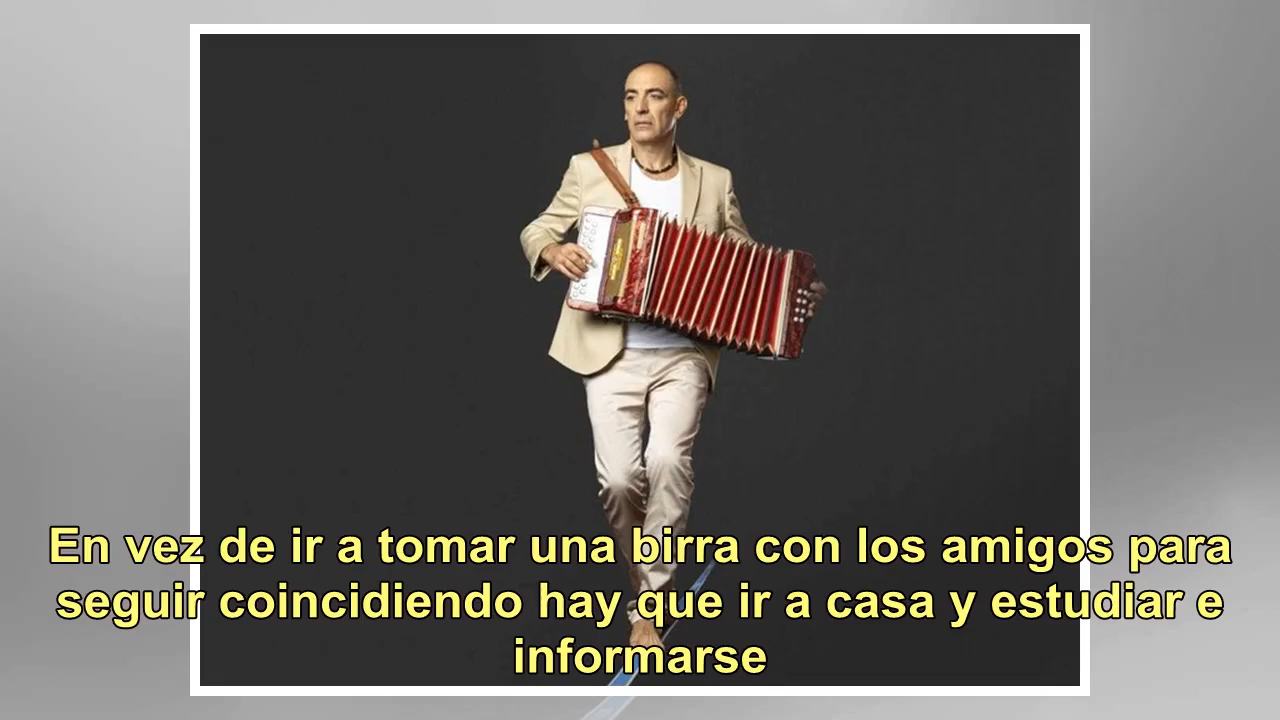 En vez de ir a tomar una birra con los amigos para
seguir coincidiendo hay que ir a casa y estudiar e
informarse